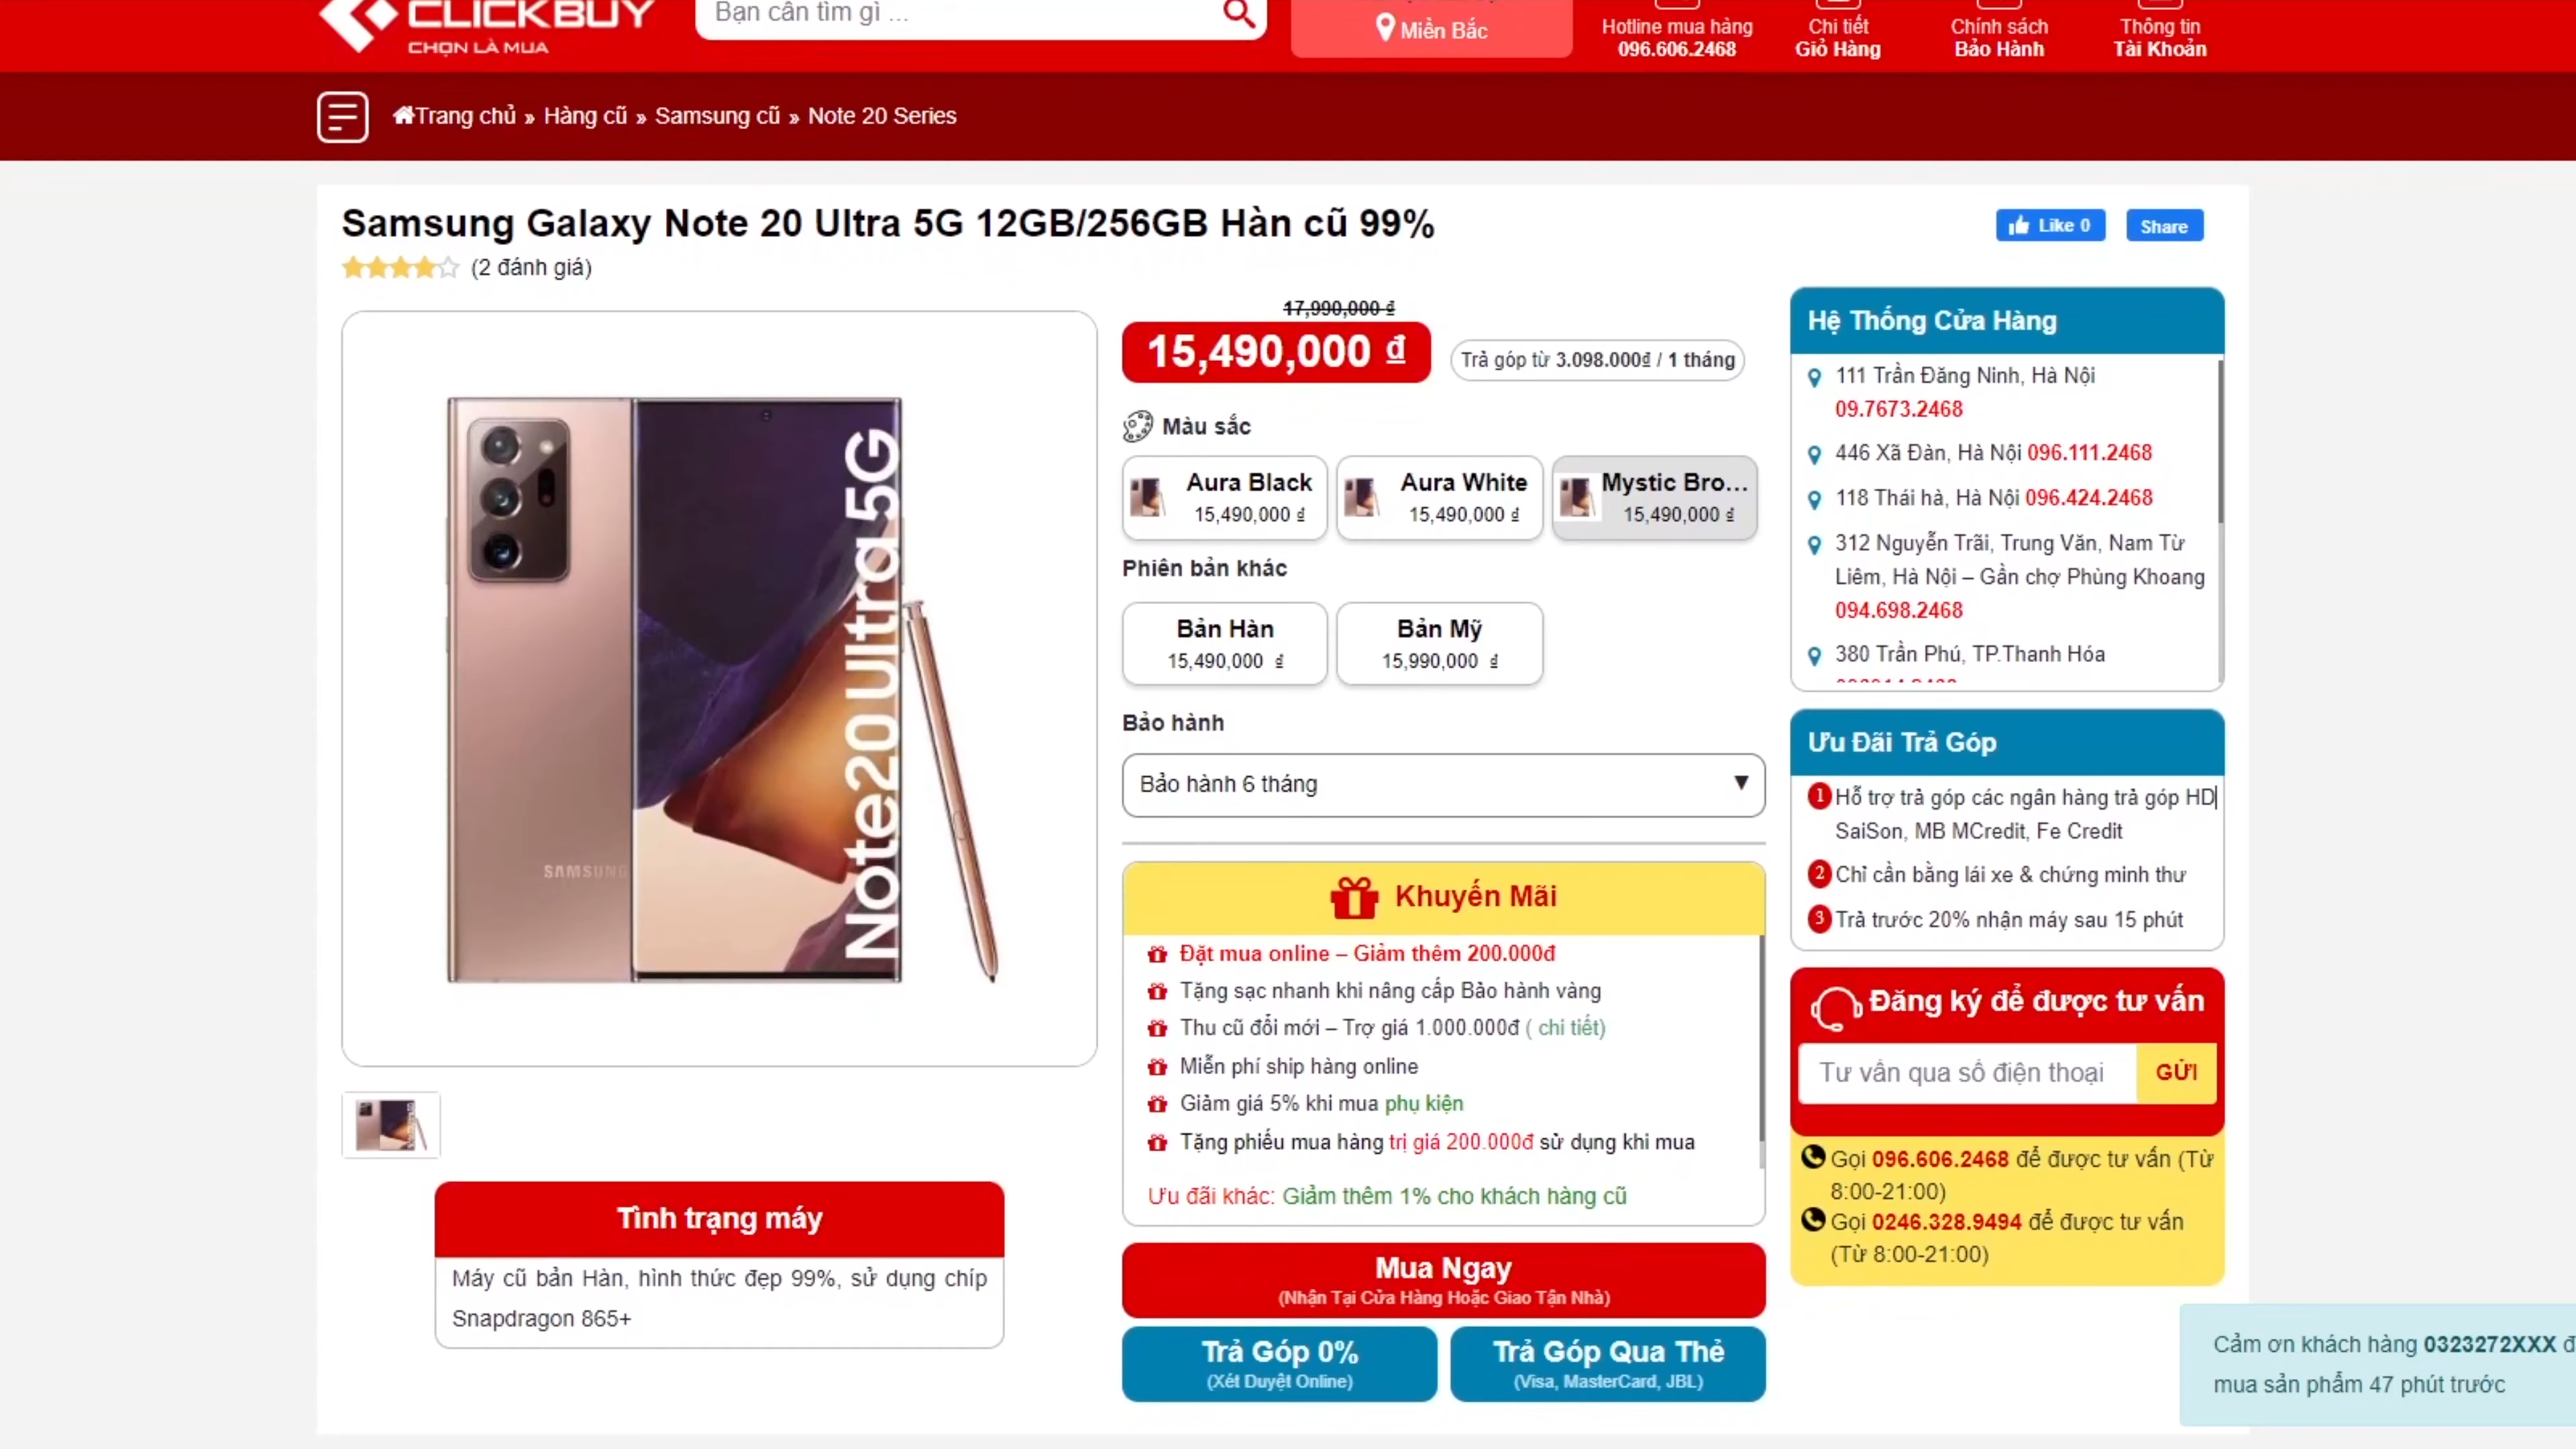 CLICKBUY
CHỌN LÀ MUA
Bạn cần tìm gì ...
Miền Bắc
Hotline mua hàng
096.606.2468
Chi tiết
Giỏ Hàng
Chính sách
Bảo Hành
Thông tin
Tài Khoản
Trang chủ » Hàng cũ » Samsung cũ » Note 20 Series
Samsung Galaxy Note 20 Ultra 5G 12GB/256GB Hàn cũ 99%
(2 đánh giá)
Like 0
Share
Note20 Ultra 5G
SAMSUNG
Tình trạng máy
Máy cũ bản Hàn, hình thức đẹp 99%, sử dụng chíp
Snapdragon 865+
17,990,000 ₫
15,490,000 ₫
Trả góp từ 3.098.000₫ / 1 tháng
Màu sắc
Aura Black
15,490,000 ₫
Aura White
15,490,000 ₫
Mystic Bro...
15,490,000 ₫
Phiên bản khác
Bản Hàn
15,490,000 ₫
Bản Mỹ
15,990,000 ₫
Bảo hành
Bảo hành 6 tháng
Khuyến Mãi
Đặt mua online – Giảm thêm 200.000đ
Tặng sạc nhanh khi nâng cấp Bảo hành vàng
Thu cũ đổi mới – Trợ giá 1.000.000đ ( chi tiết)
Miễn phí ship hàng online
Giảm giá 5% khi mua phụ kiện
Tặng phiếu mua hàng trị giá 200.000đ sử dụng khi mua
Ưu đãi khác: Giảm thêm 1% cho khách hàng cũ
Mua Ngay
(Nhận Tại Cửa Hàng Hoặc Giao Tận Nhà)
Trả Góp 0%
(Xét Duyệt Online)
Trả Góp Qua Thẻ
(Visa, MasterCard, JBL)
Hệ Thống Cửa Hàng
111 Trần Đăng Ninh, Hà Nội
09.7673.2468
446 Xã Đàn, Hà Nội 096.111.2468
118 Thái hà, Hà Nội 096.424.2468
312 Nguyễn Trãi, Trung Văn, Nam Từ
Liêm, Hà Nội – Gần chợ Phùng Khoang
094.698.2468
380 Trần Phú, TP.Thanh Hóa
Ưu Đãi Trả Góp
1 Hỗ trợ trả góp các ngân hàng trả góp HD
SaiSon, MB MCredit, Fe Credit
2 Chỉ cần bằng lái xe & chứng minh thư
3 Trả trước 20% nhận máy sau 15 phút
Đăng ký để được tư vấn
Tư vấn qua số điện thoại
GỬI
Gọi 096.606.2468 để được tư vấn (Từ
8:00-21:00)
Gọi 0246.328.9494 để được tư vấn
(Từ 8:00-21:00)
Cảm ơn khách hàng 0323272XXX đ
mua sản phẩm 47 phút trước